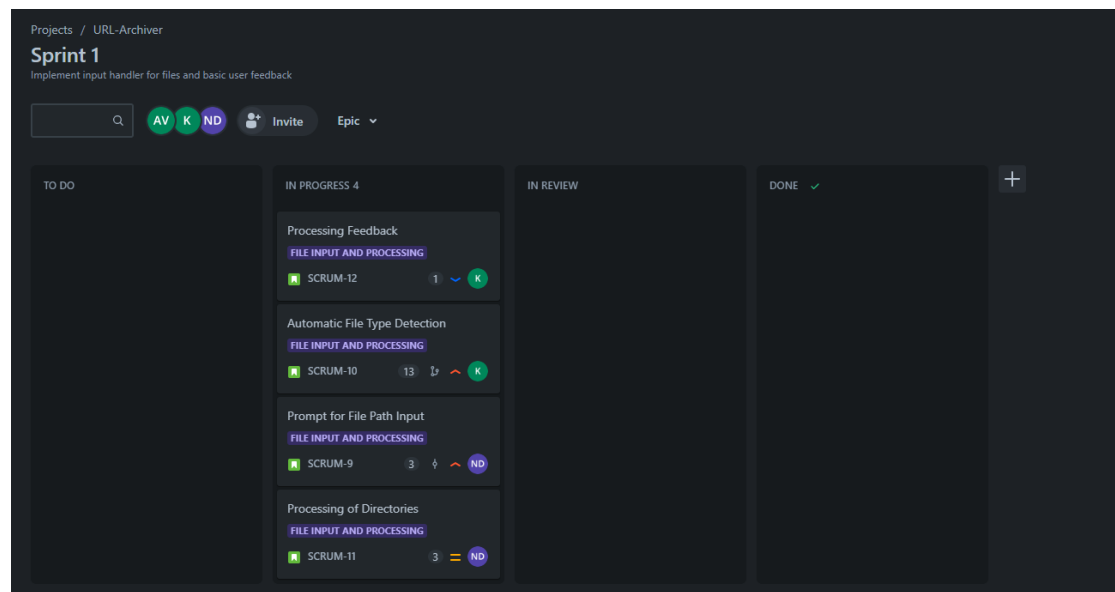 Projects / URL-Archiver
Sprint 1
Implement input handler for files and basic user feedback
AV K ND Invite Epic
TO DO
IN PROGRESS 4
IN REVIEW
DONE
Processing Feedback
FILE INPUT AND PROCESSING
SCRUM-12 1 K
Automatic File Type Detection
FILE INPUT AND PROCESSING
SCRUM-10 13 K
Prompt for File Path Input
FILE INPUT AND PROCESSING
SCRUM-9 3 ND
Processing of Directories
FILE INPUT AND PROCESSING
SCRUM-11 3 ND